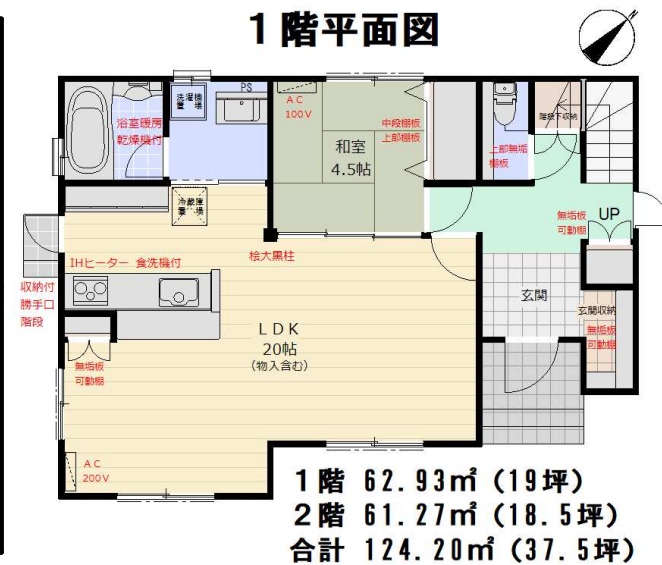 1階平面図
洗濯機
置場
PS
浴室暖房
乾燥機付
AC
100V
中段棚板
上部棚板
和室
4.5帖
上部無垢
棚板
階段下収納
冷蔵庫
置場
無垢板
可動棚
UP
IHヒーター 食洗機付
桧大黒柱
収納付
勝手口
階段
玄関
玄関収納
無垢板
可動棚
LDK
20帖
(物入含む)
無垢板
可動棚
AC
200V
1階 62.93㎡(19坪)
2階 61.27㎡(18.5坪)
合計 124.20㎡(37.5坪)